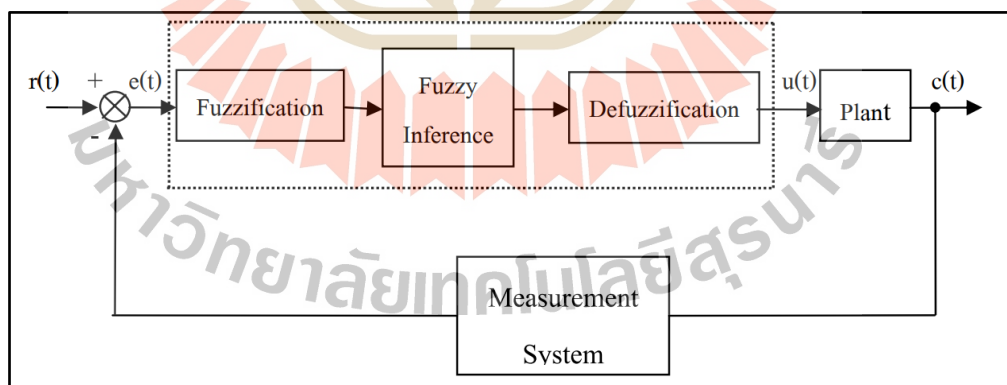 r(t)
+
e(t)
-
Fuzzification
Fuzzy
Inference
Defuzzification
u(t)
Plant
c(t)
Measurement
System
มหาวิทยาลัยเทคโนโลยีสุรนารี